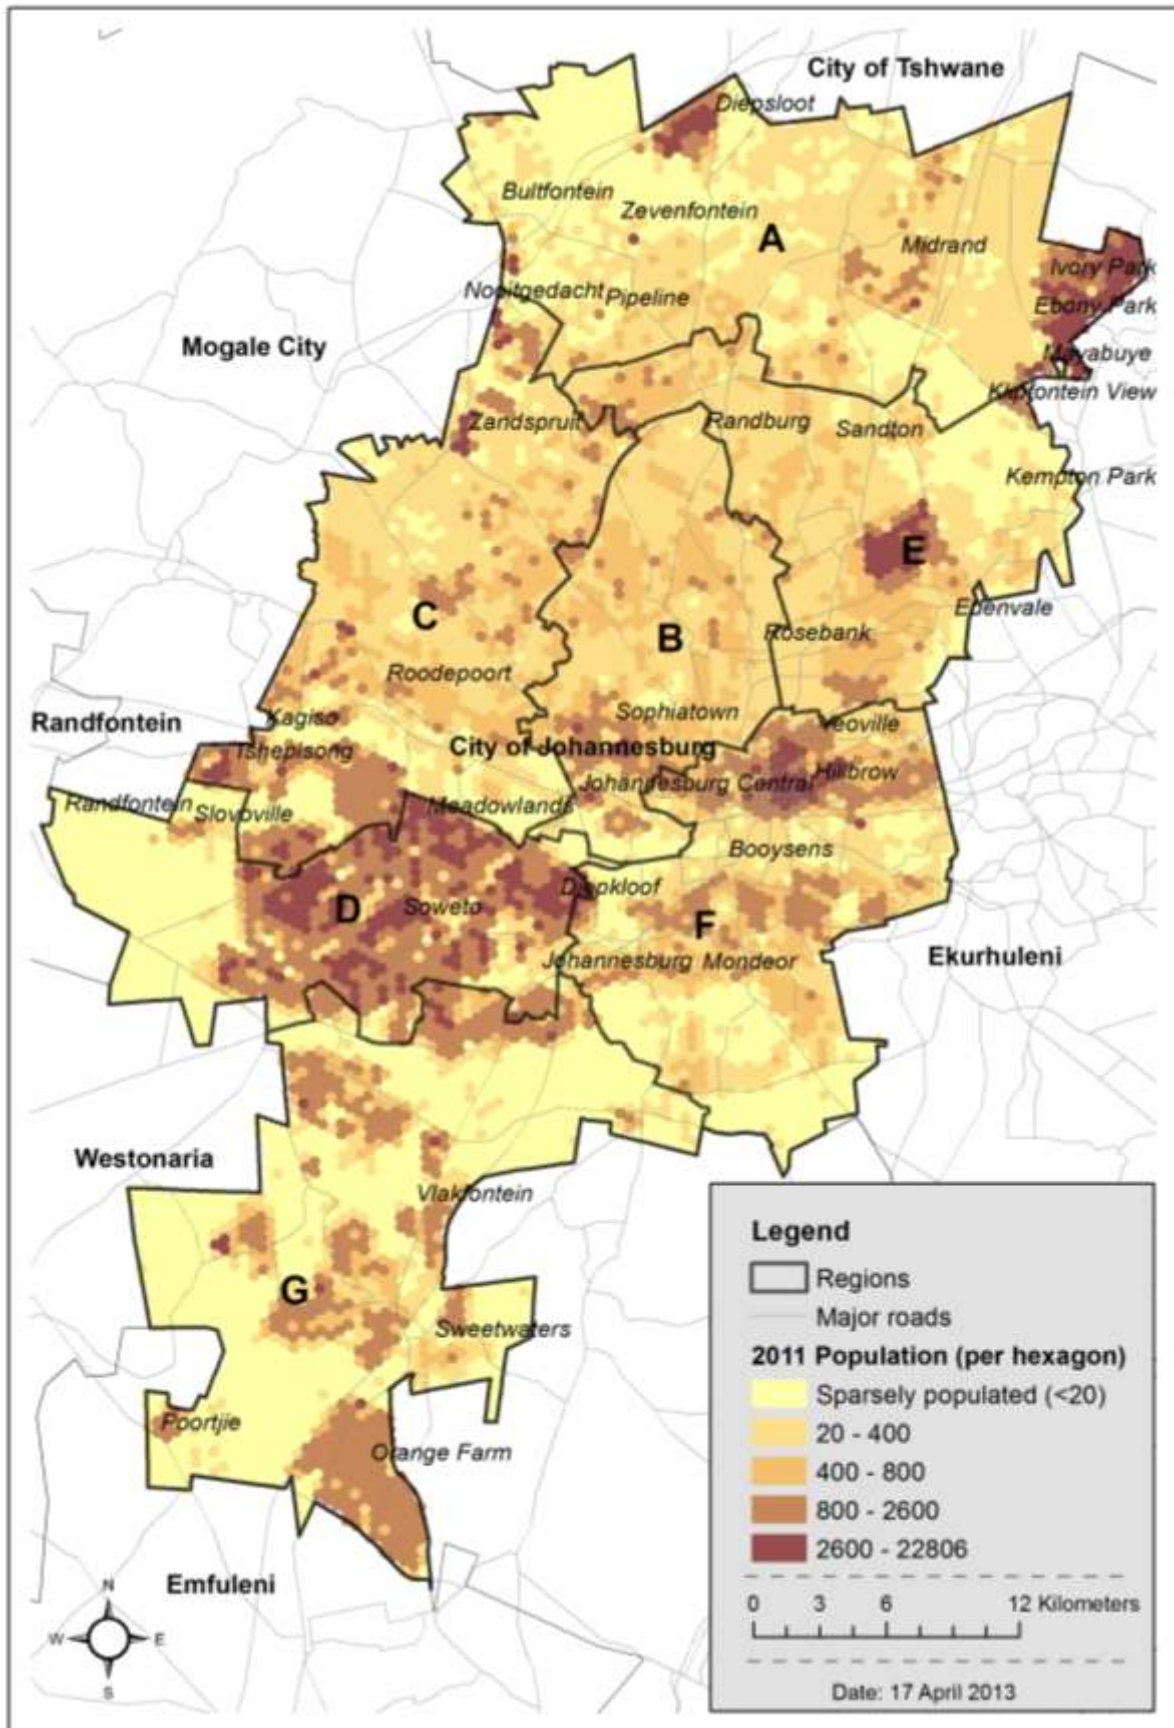 City of Tshwane
Diepsloot
Bultfontein
Zevenfontein
A
Midrand
Ivory Park
Nooitgedacht
Pipeline
Ebony Park
Mogale City
Mayabuye
Klipfontein View
Zandspruit
Randburg
Sandton
Kempton Park
E
Edenvale
C
B
Rosebank
Roodepoort
Randfontein
Kagiso
Sophiatown
Yeoville
Tshepisong
City of Johannesburg
Johannesburg Central
Hillbrow
Randfontein
Slovoville
Meadowlands
Booysens
Diepkloof
D
Soweto
F
Johannesburg
Mondeor
Ekurhuleni
Westonaria
Vlakfontein
G
Sweetwaters
Poortjie
Orange Farm
Emfuleni
N
W
E
S
Legend
Regions
Major roads
2011 Population (per hexagon)
Sparsely populated (<20)
20 - 400
400 - 800
800 - 2600
2600 - 22806
0 3 6 12 Kilometers
Date: 17 April 2013